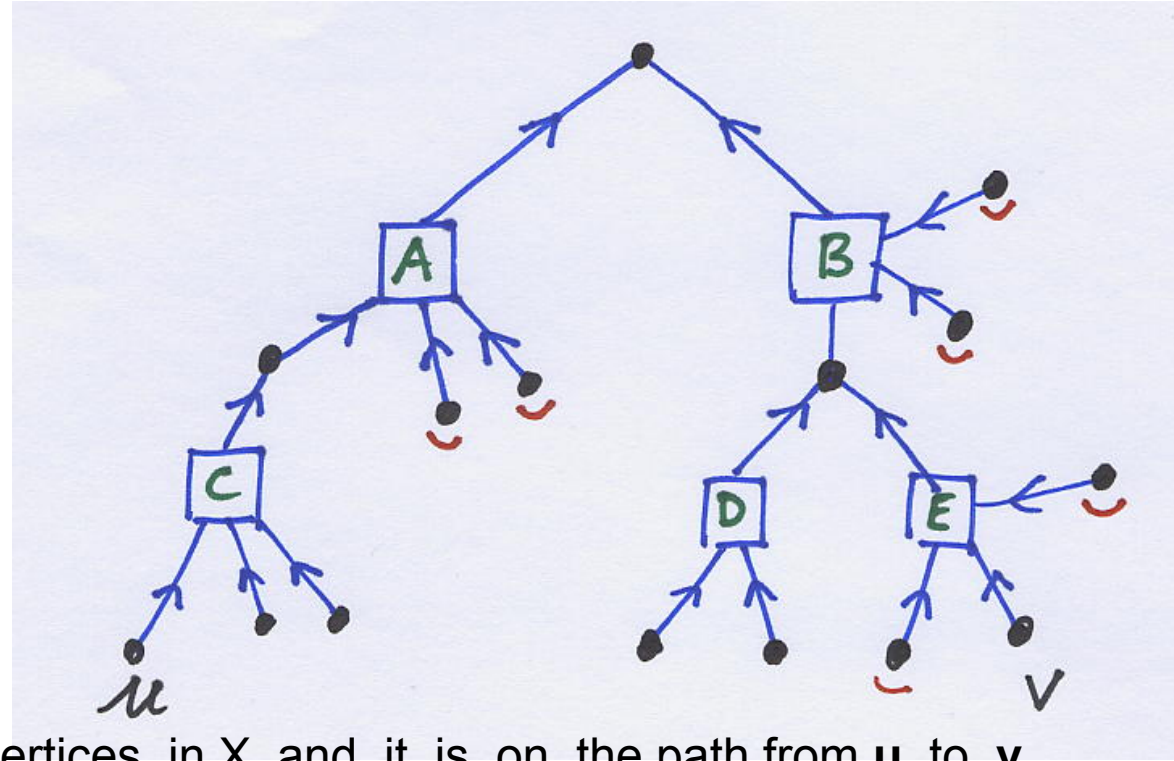 A
B
C
D
E
u
v
ertices in X and it is on the path from u to v